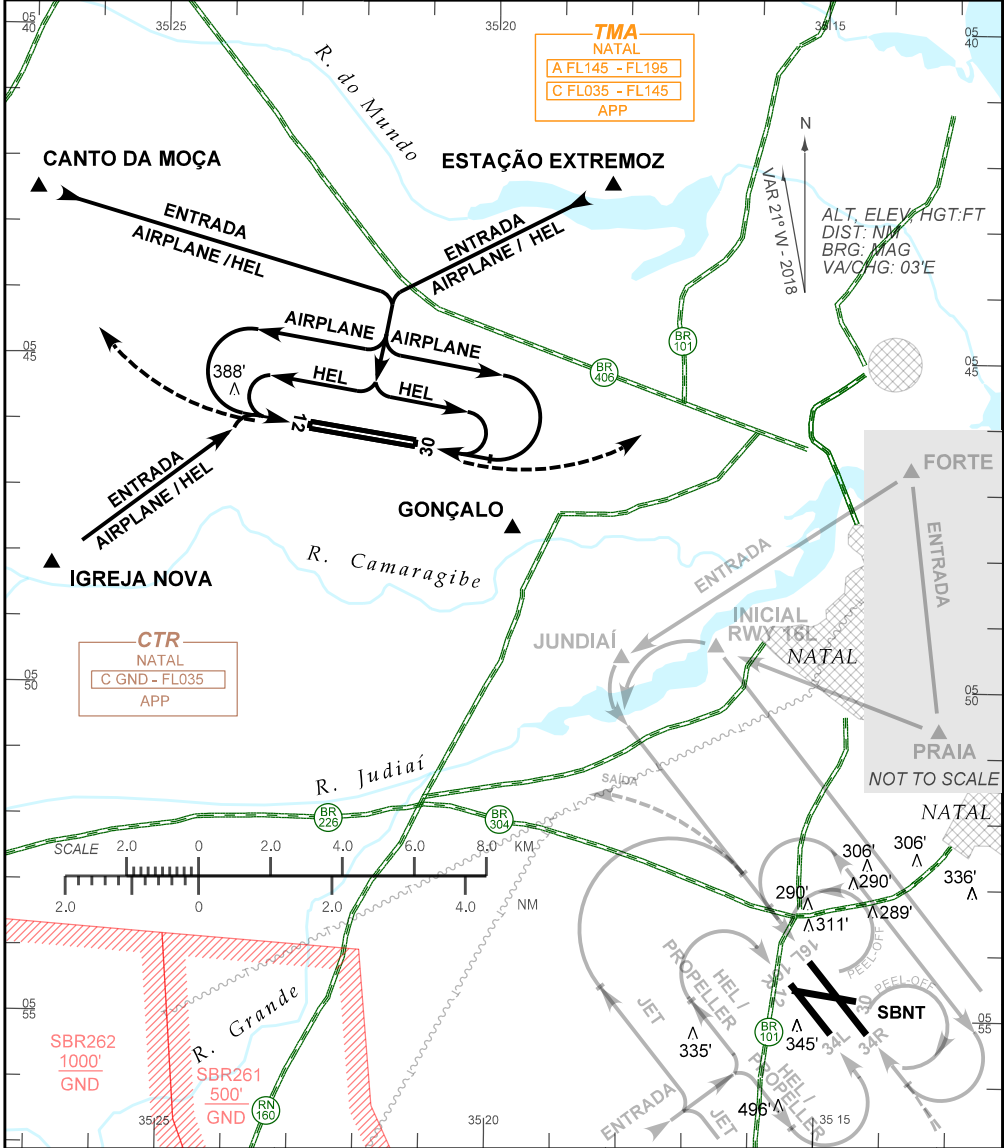 05
40
35 25
35 20
35 15
05
40
TMA
NATAL
A FL145 - FL195
C FL035 - FL145
APP
R. do Mundo
N
VAR 21° W - 2018
ALT, ELEV, HGT:FT
DIST: NM
BRG: MAG
VA/CHG: 03'E
CANTO DA MOÇA
ESTAÇÃO EXTREMOZ
ENTRADA
AIRPLANE /HEL
ENTRADA
AIRPLANE / HEL
AIRPLANE
AIRPLANE
HEL
HEL
388'
12
30
05
45
BR
101
BR
406
05
45
ENTRADA
AIRPLANE / HEL
IGREJA NOVA
GONÇALO
R. Camaragibe
FORTE
ENTRADA
ENTRADA
INICIAL
RWY 16L
JUNDIAÍ
NATAL
PRAIA
NOT TO SCALE
NATAL
CTR
NATAL
C GND - FL035
APP
05
50
05
50
R. Judiaí
SAÍDA
BR
226
BR
304
SCALE 2.0 0 2.0 4.0 6.0 8.0 KM
2.0 0 2.0 4.0 NM
306'
306'
290'
290'
336'
311'
289'
16L
16R
12
PEEL-OFF
PEEL-OFF
30
SBNT
34L
34R
HEL /
PROPELLER
JET
335'
BR
101
345'
05
55
05
55
R. Grande
SBR262
1000'
GND
SBR261
500'
GND
RN
160
ENTRADA
JET
HEL /
PROPELLER
496'
35 25
35 20
35 15